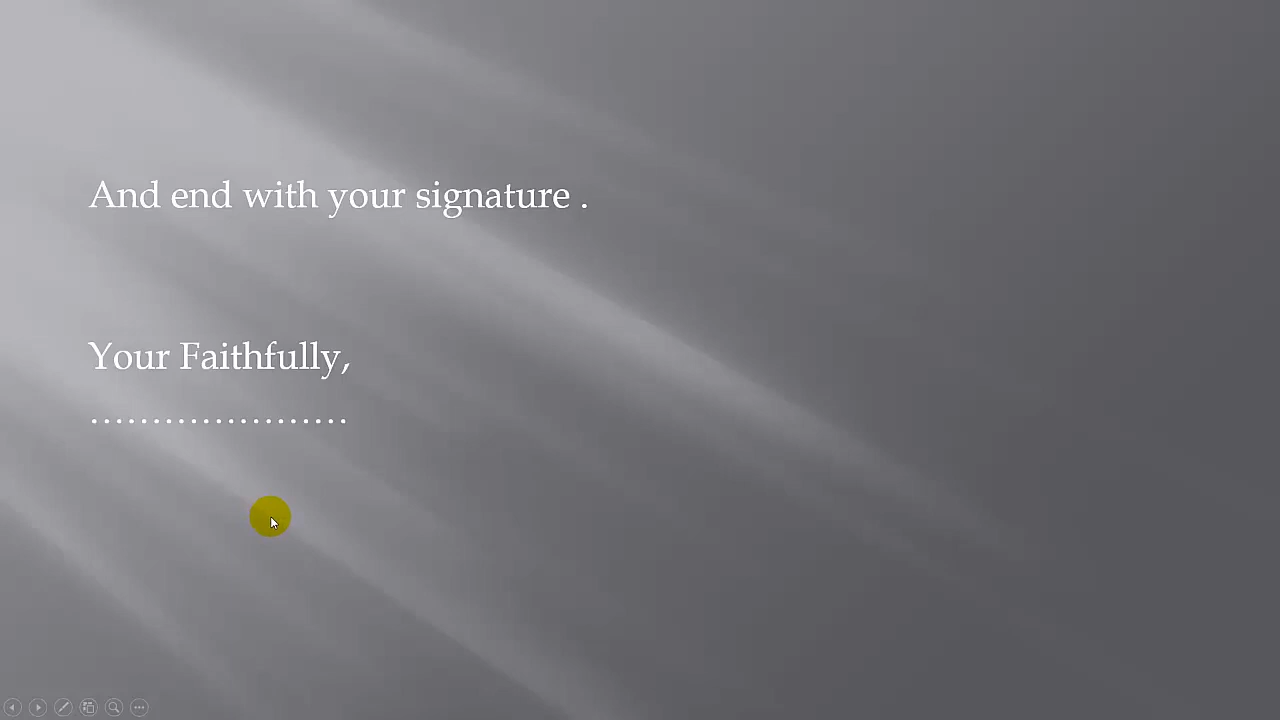 And end with your signature .
Your Faithfully,
.....................